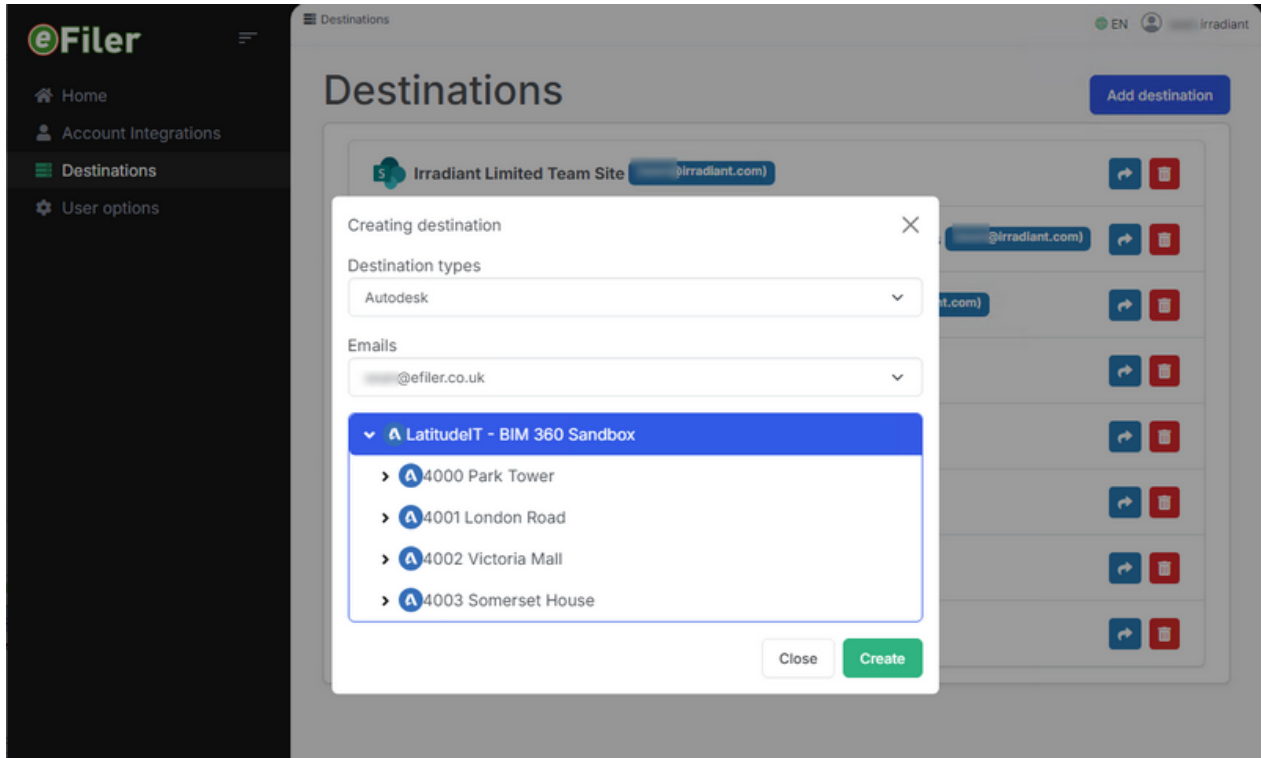 eFiler
Home
Account Integrations
Destinations
User options
Destinations
EN irradiant
Destinations
Add destination
Irradiant Limited Team Site irradiant.com)
@irradiant.com)
nt.com)
Creating destination
Destination types
Autodesk
Emails
@efiler.co.uk
LatitudeIT - BIM 360 Sandbox
4000 Park Tower
4001 London Road
4002 Victoria Mall
4003 Somerset House
Close Create